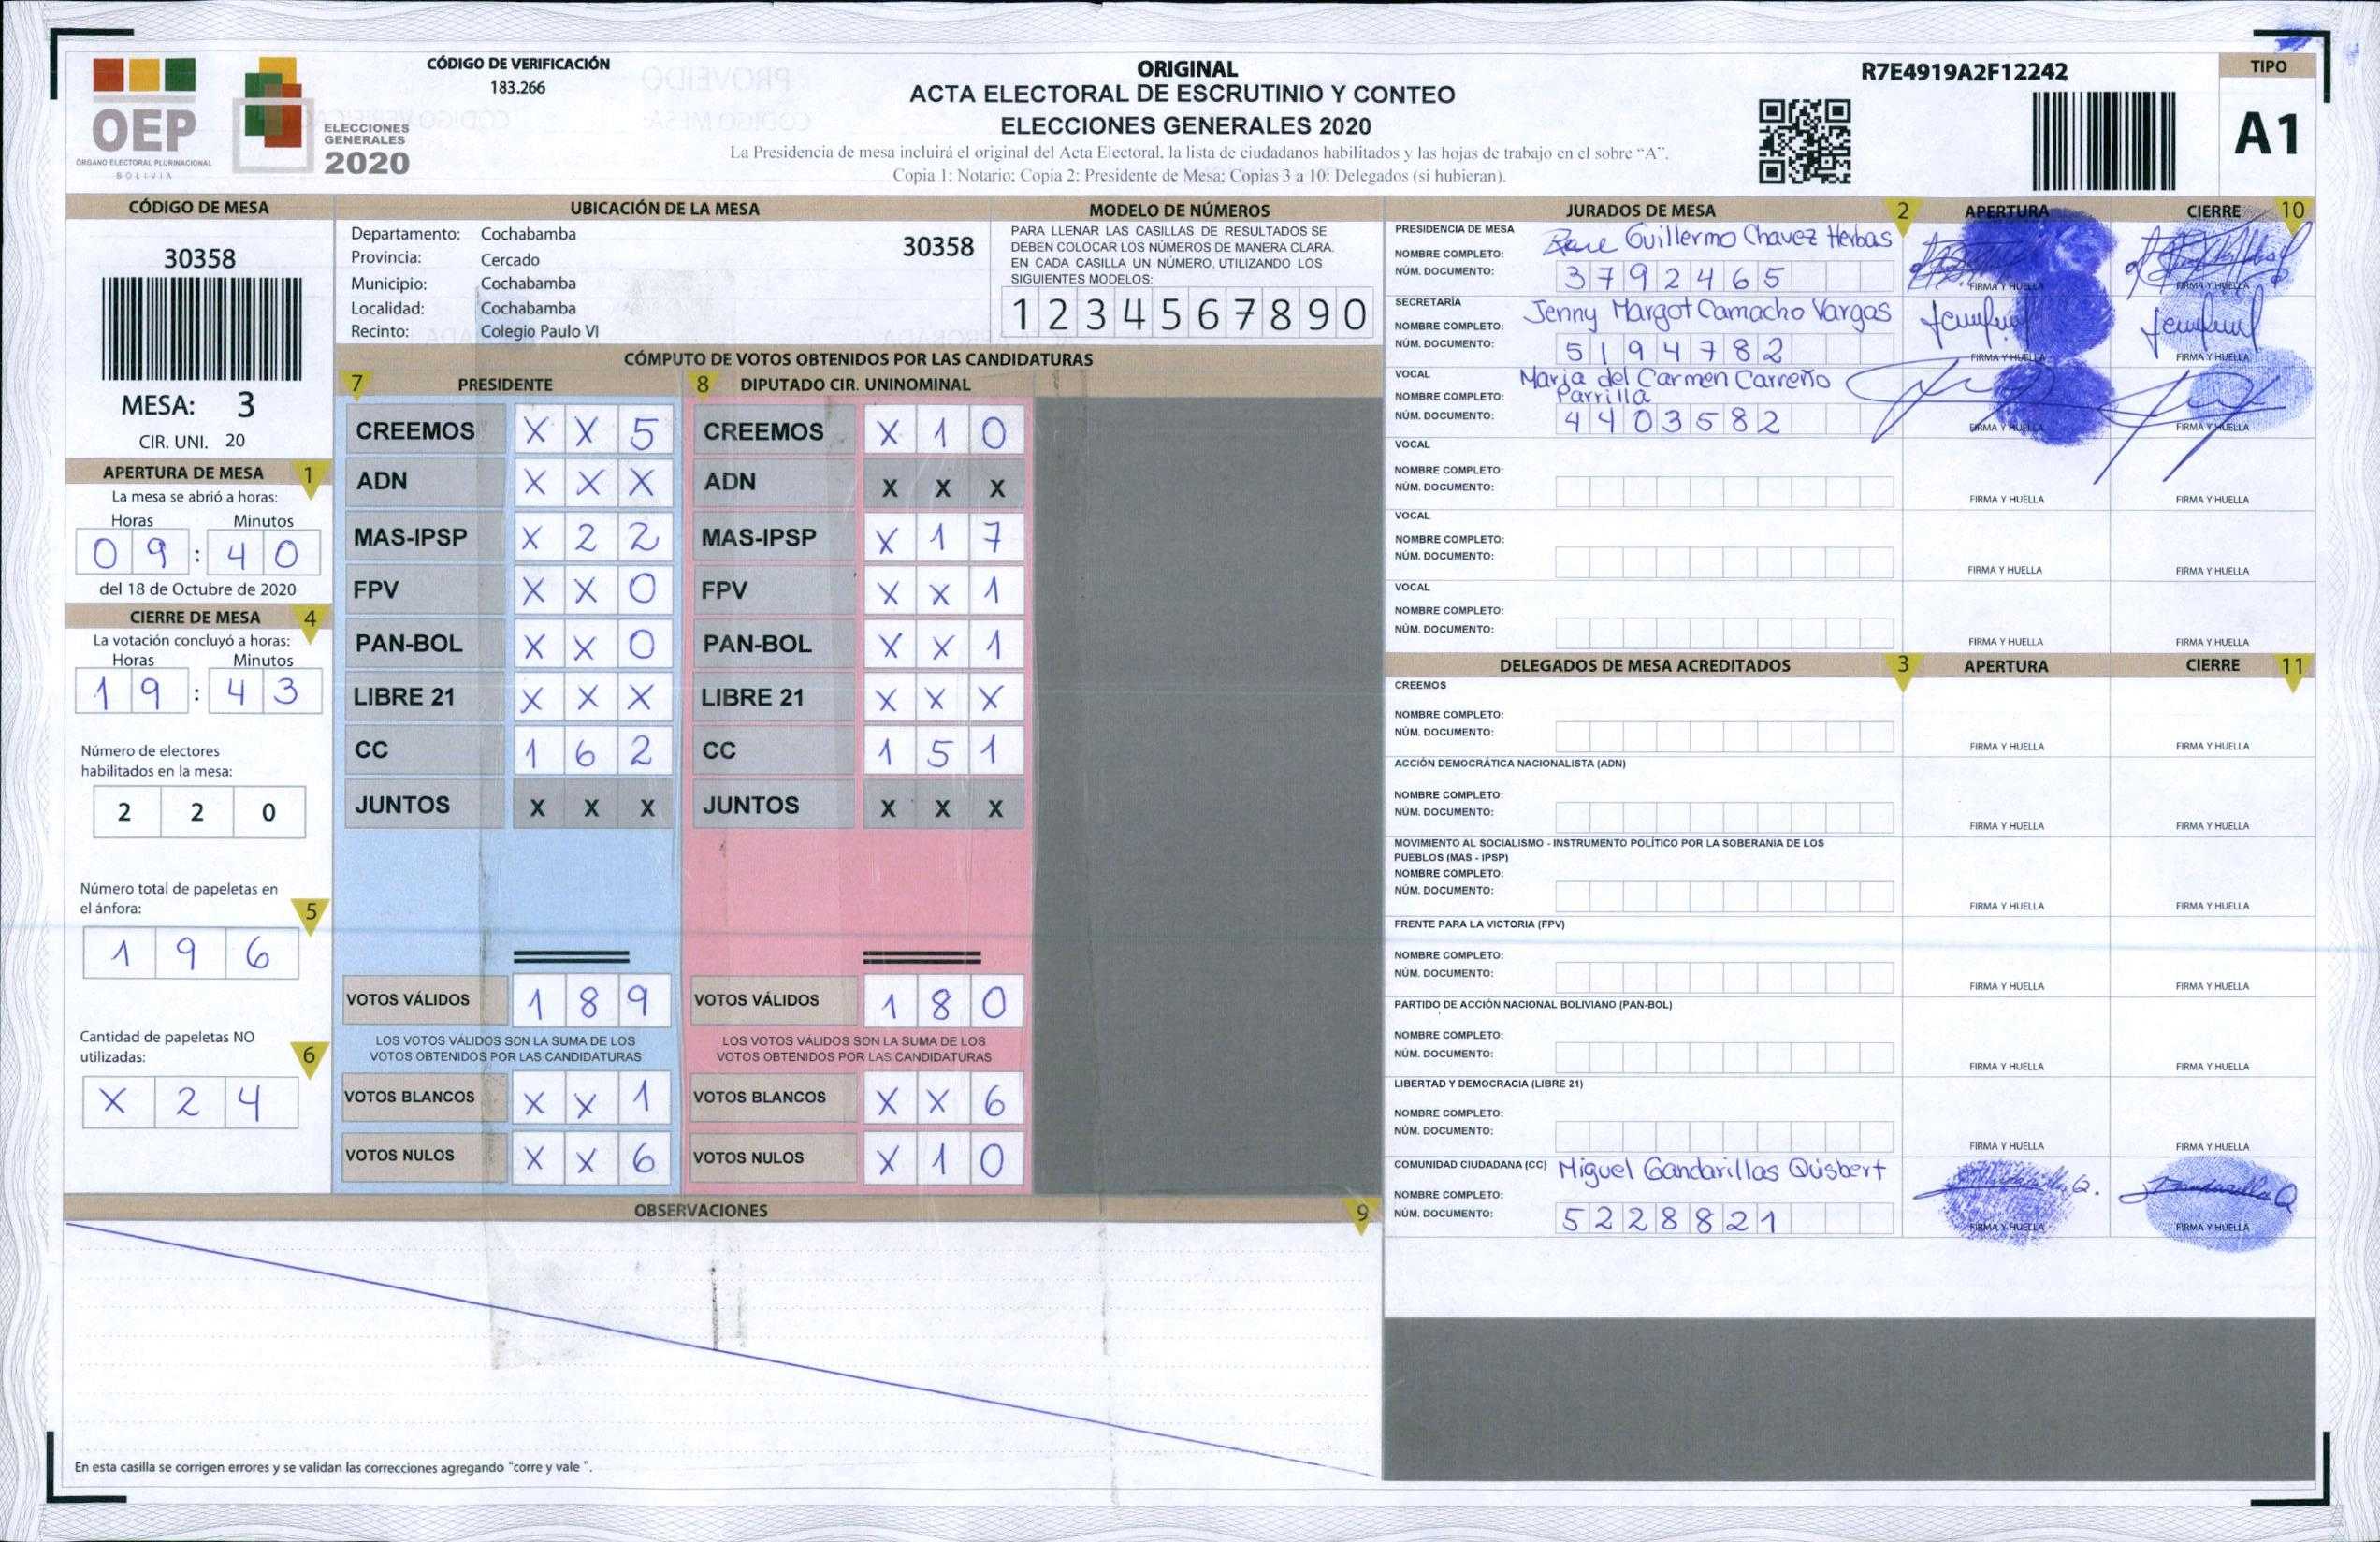 OEP
ÓRGANO ELECTORAL PLURINACIONAL
BOLIVIA
ELECCIONES
GENERALES
2020
CÓDIGO DE VERIFICACIÓN
183.266
ORIGINAL
ACTA ELECTORAL DE ESCRUTINIO Y CONTEO
ELECCIONES GENERALES 2020
La Presidencia de mesa incluirá el original del Acta Electoral, la lista de ciudadanos habilitados y las hojas de trabajo en el sobre "A".
Copia 1: Notario; Copia 2: Presidente de Mesa; Copias 3 a 10: Delegados (si hubieran).
R7E4919A2F12242
TIPO
A1
CÓDIGO DE MESA
30358
MESA: 3
CIR. UNI. 20
APERTURA DE MESA 1
La mesa se abrió a horas:
Horas Minutos
09 : 40
del 18 de Octubre de 2020
CIERRE DE MESA 4
La votación concluyó a horas:
Horas Minutos
19 : 43
Número de electores
habilitados en la mesa:
2 2 0
Número total de papeletas en
el ánfora: 5
1 9 6
Cantidad de papeletas NO
utilizadas: 6
X 2 4
UBICACIÓN DE LA MESA
Departamento: Cochabamba
30358
Provincia: Cercado
Municipio: Cochabamba
Localidad: Cochabamba
Recinto: Colegio Paulo VI
MODELO DE NÚMEROS
PARA LLENAR LAS CASILLAS DE RESULTADOS SE
DEBEN COLOCAR LOS NÚMEROS DE MANERA CLARA.
EN CADA CASILLA UN NÚMERO, UTILIZANDO LOS
SIGUIENTES MODELOS:
1 2 3 4 5 6 7 8 9 0
CÓMPUTO DE VOTOS OBTENIDOS POR LAS CANDIDATURAS
7 PRESIDENTE 8 DIPUTADO CIR. UNINOMINAL
CREEMOS X X 5 CREEMOS X 1 0
ADN X X X ADN X X X
MAS-IPSP X 2 2 MAS-IPSP X 1 7
FPV X X 0 FPV X X 1
PAN-BOL X X 0 PAN-BOL X X 1
LIBRE 21 X X X LIBRE 21 X X X
CC 1 6 2 CC 1 5 1
JUNTOS X X X JUNTOS X X X
VOTOS VÁLIDOS 1 8 9 VOTOS VÁLIDOS 1 8 0
LOS VOTOS VÁLIDOS SON LA SUMA DE LOS LOS VOTOS VÁLIDOS SON LA SUMA DE LOS
VOTOS OBTENIDOS POR LAS CANDIDATURAS VOTOS OBTENIDOS POR LAS CANDIDATURAS
VOTOS BLANCOS X X 1 VOTOS BLANCOS X X 6
VOTOS NULOS X X 6 VOTOS NULOS X 1 0
OBSERVACIONES 9
En esta casilla se corrigen errores y se validan las correcciones agregando "corre y vale ".
JURADOS DE MESA 2 APERTURA CIERRE 10
PRESIDENCIA DE MESA
NOMBRE COMPLETO: Guillermo Chavez Herbas
NÚM. DOCUMENTO: 3792465 FIRMA Y HUELLA FIRMA Y HUELLA
SECRETARÍA
NOMBRE COMPLETO: Jenny Margot Camacho Vargas
NÚM. DOCUMENTO: 5194782 FIRMA Y HUELLA FIRMA Y HUELLA
VOCAL
NOMBRE COMPLETO: Maria del Carmen Carreño
Parrilla
NÚM. DOCUMENTO: 4403582 FIRMA Y HUELLA FIRMA Y HUELLA
VOCAL
NOMBRE COMPLETO:
NÚM. DOCUMENTO: FIRMA Y HUELLA FIRMA Y HUELLA
VOCAL
NOMBRE COMPLETO:
NÚM. DOCUMENTO: FIRMA Y HUELLA FIRMA Y HUELLA
VOCAL
NOMBRE COMPLETO:
NÚM. DOCUMENTO: FIRMA Y HUELLA FIRMA Y HUELLA
DELEGADOS DE MESA ACREDITADOS 3 APERTURA CIERRE 11
CREEMOS
NOMBRE COMPLETO:
NÚM. DOCUMENTO: FIRMA Y HUELLA FIRMA Y HUELLA
ACCIÓN DEMOCRÁTICA NACIONALISTA (ADN)
NOMBRE COMPLETO:
NÚM. DOCUMENTO: FIRMA Y HUELLA FIRMA Y HUELLA
MOVIMIENTO AL SOCIALISMO - INSTRUMENTO POLÍTICO POR LA SOBERANIA DE LOS
PUEBLOS (MAS - IPSP)
NOMBRE COMPLETO:
NÚM. DOCUMENTO: FIRMA Y HUELLA FIRMA Y HUELLA
FRENTE PARA LA VICTORIA (FPV)
NOMBRE COMPLETO:
NÚM. DOCUMENTO: FIRMA Y HUELLA FIRMA Y HUELLA
PARTIDO DE ACCIÓN NACIONAL BOLIVIANO (PAN-BOL)
NOMBRE COMPLETO:
NÚM. DOCUMENTO: FIRMA Y HUELLA FIRMA Y HUELLA
LIBERTAD Y DEMOCRACIA (LIBRE 21)
NOMBRE COMPLETO:
NÚM. DOCUMENTO: FIRMA Y HUELLA FIRMA Y HUELLA
COMUNIDAD CIUDADANA (CC) Miguel Gandarillas Quisbert
NOMBRE COMPLETO:
NÚM. DOCUMENTO: 5228821 FIRMA Y HUELLA FIRMA Y HUELLA